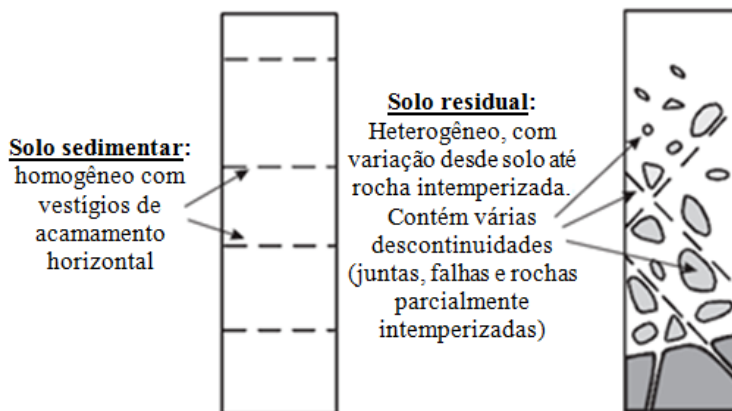 Solo sedimentar:
homogêneo com
vestígios de
acamamento
horizontal
Solo residual:
Heterogêneo, com
variação desde solo até
rocha intemperizada.
Contém várias
descontinuidades
(juntas, falhas e rochas
parcialmente
intemperizadas)